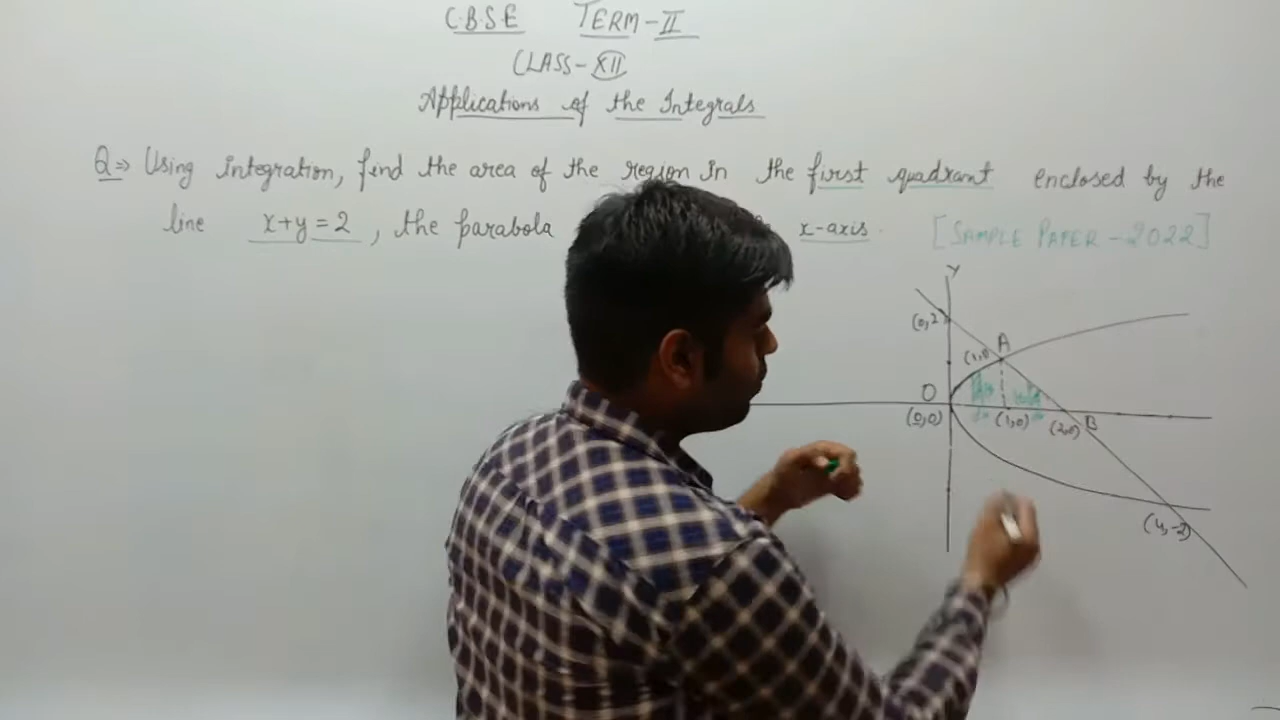 C.B.S.E TERM-II
CLASS-XII
Applications of the Integrals
Q⇒ Using integration, find the area of the region in the first quadrant enclosed by the
line x+y=2, the parabola x-axis. [SAMPLE PAPER-2022]
Y
(0,2)
A
(1,1)
O
(0,0)
(1,0)
(2,0)
B
(4,-2)